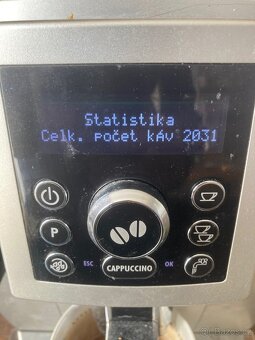 Statistika
Celk. počet káv 2031
P
ESC
OK
CAPPUCCINO